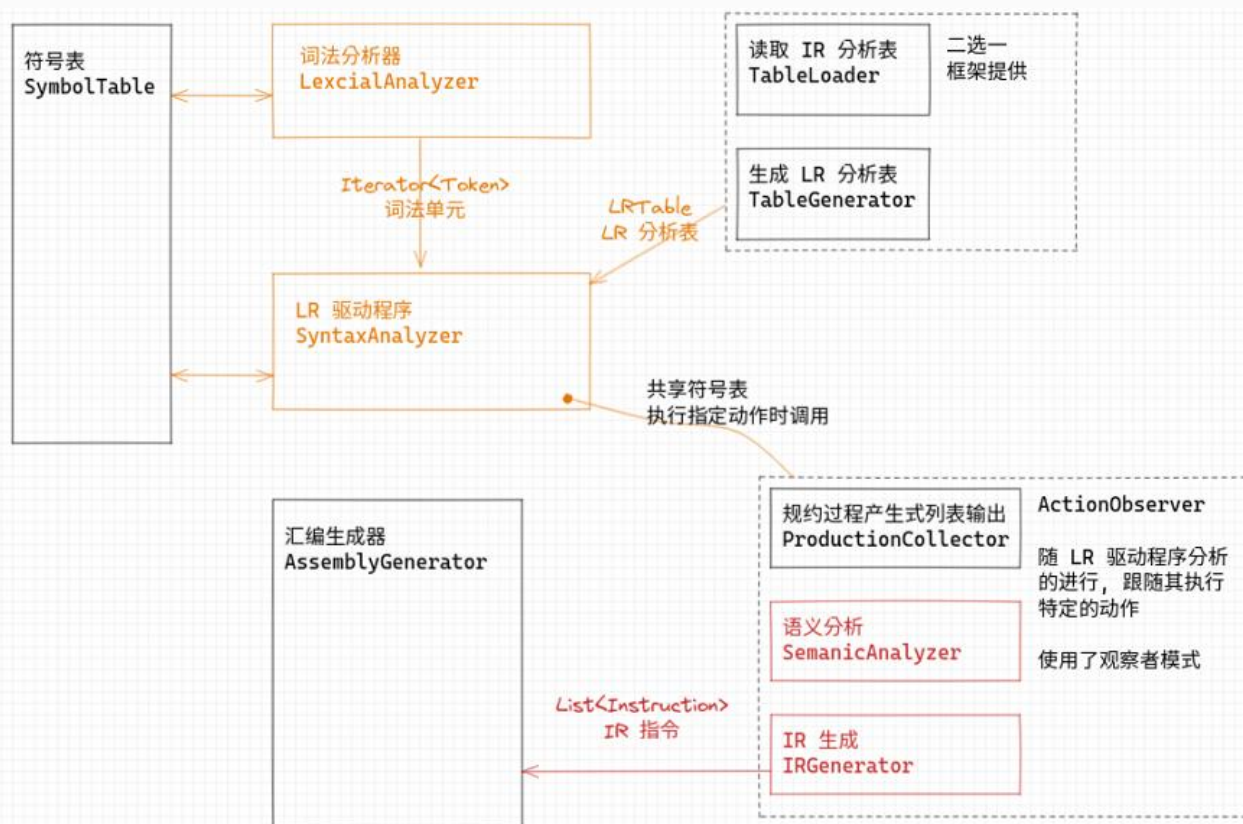 符号表
SymbolTable
词法分析器
LexcialAnalyzer
读取 IR 分析表
TableLoader
二选一
框架提供
生成 LR 分析表
TableGenerator
Iterator<Token>
词法单元
LRTable
LR 分析表
LR 驱动程序
SyntaxAnalyzer
共享符号表
执行指定动作时调用
汇编生成器
AssemblyGenerator
规约过程产生式列表输出
ProductionCollector
ActionObserver
随 LR 驱动程序分析
的进行, 跟随其执行
特定的动作
使用了观察者模式
语义分析
SemanicAnalyzer
List<Instruction>
IR 指令
IR 生成
IRGenerator